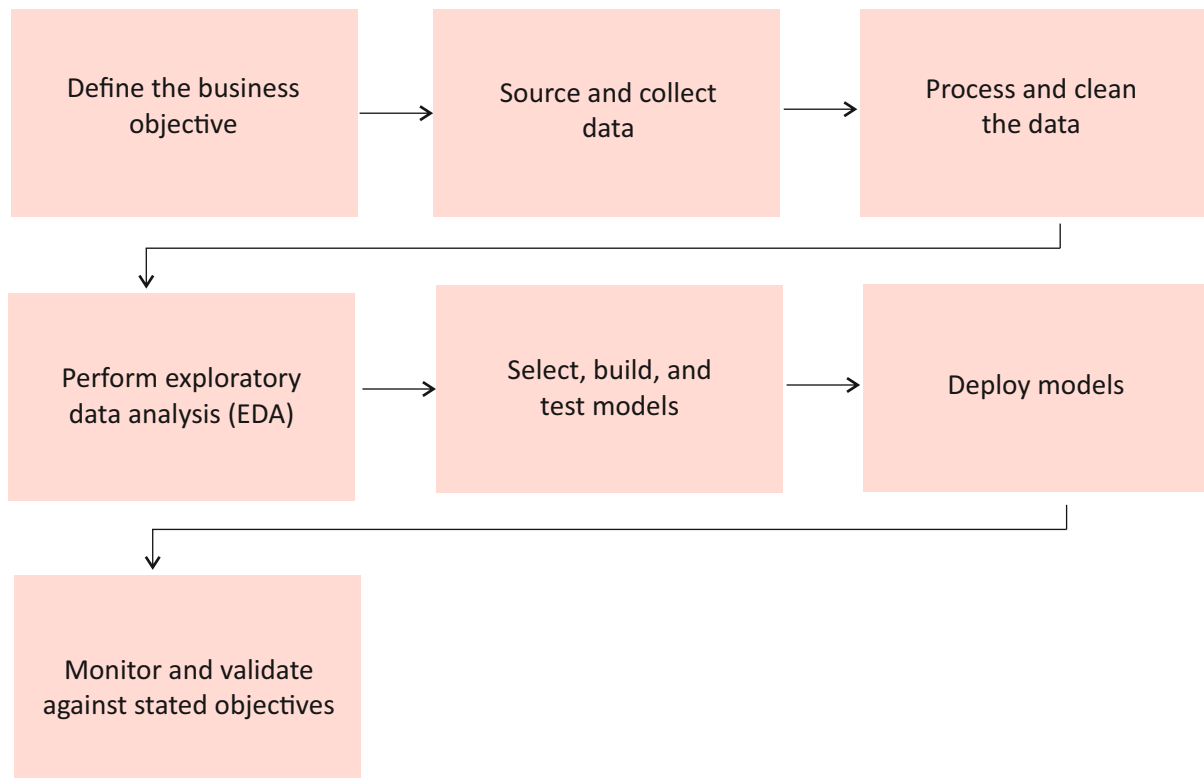 Define the business
objective
Source and collect
data
Process and clean
the data
Perform exploratory
data analysis (EDA)
Select, build, and
test models
Deploy models
Monitor and validate
against stated objectives